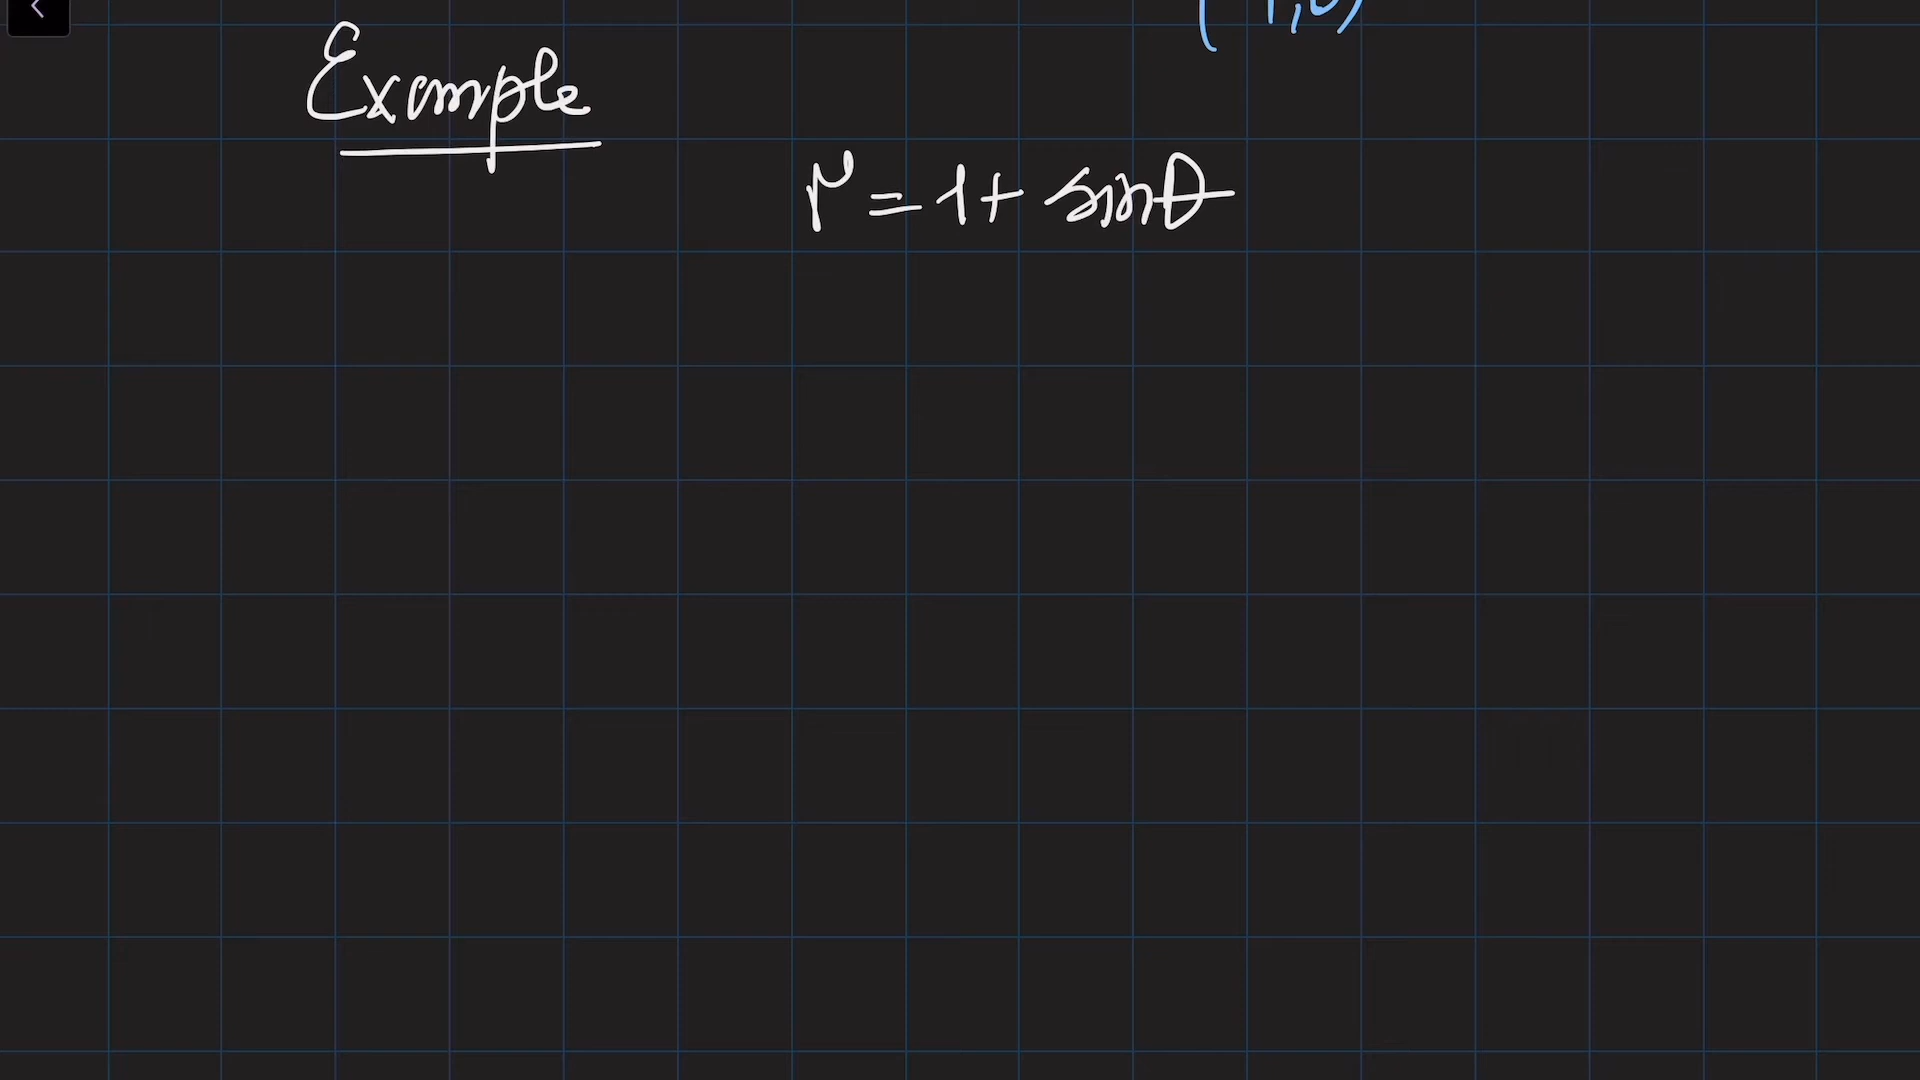 Example
r = 1 + sinθ